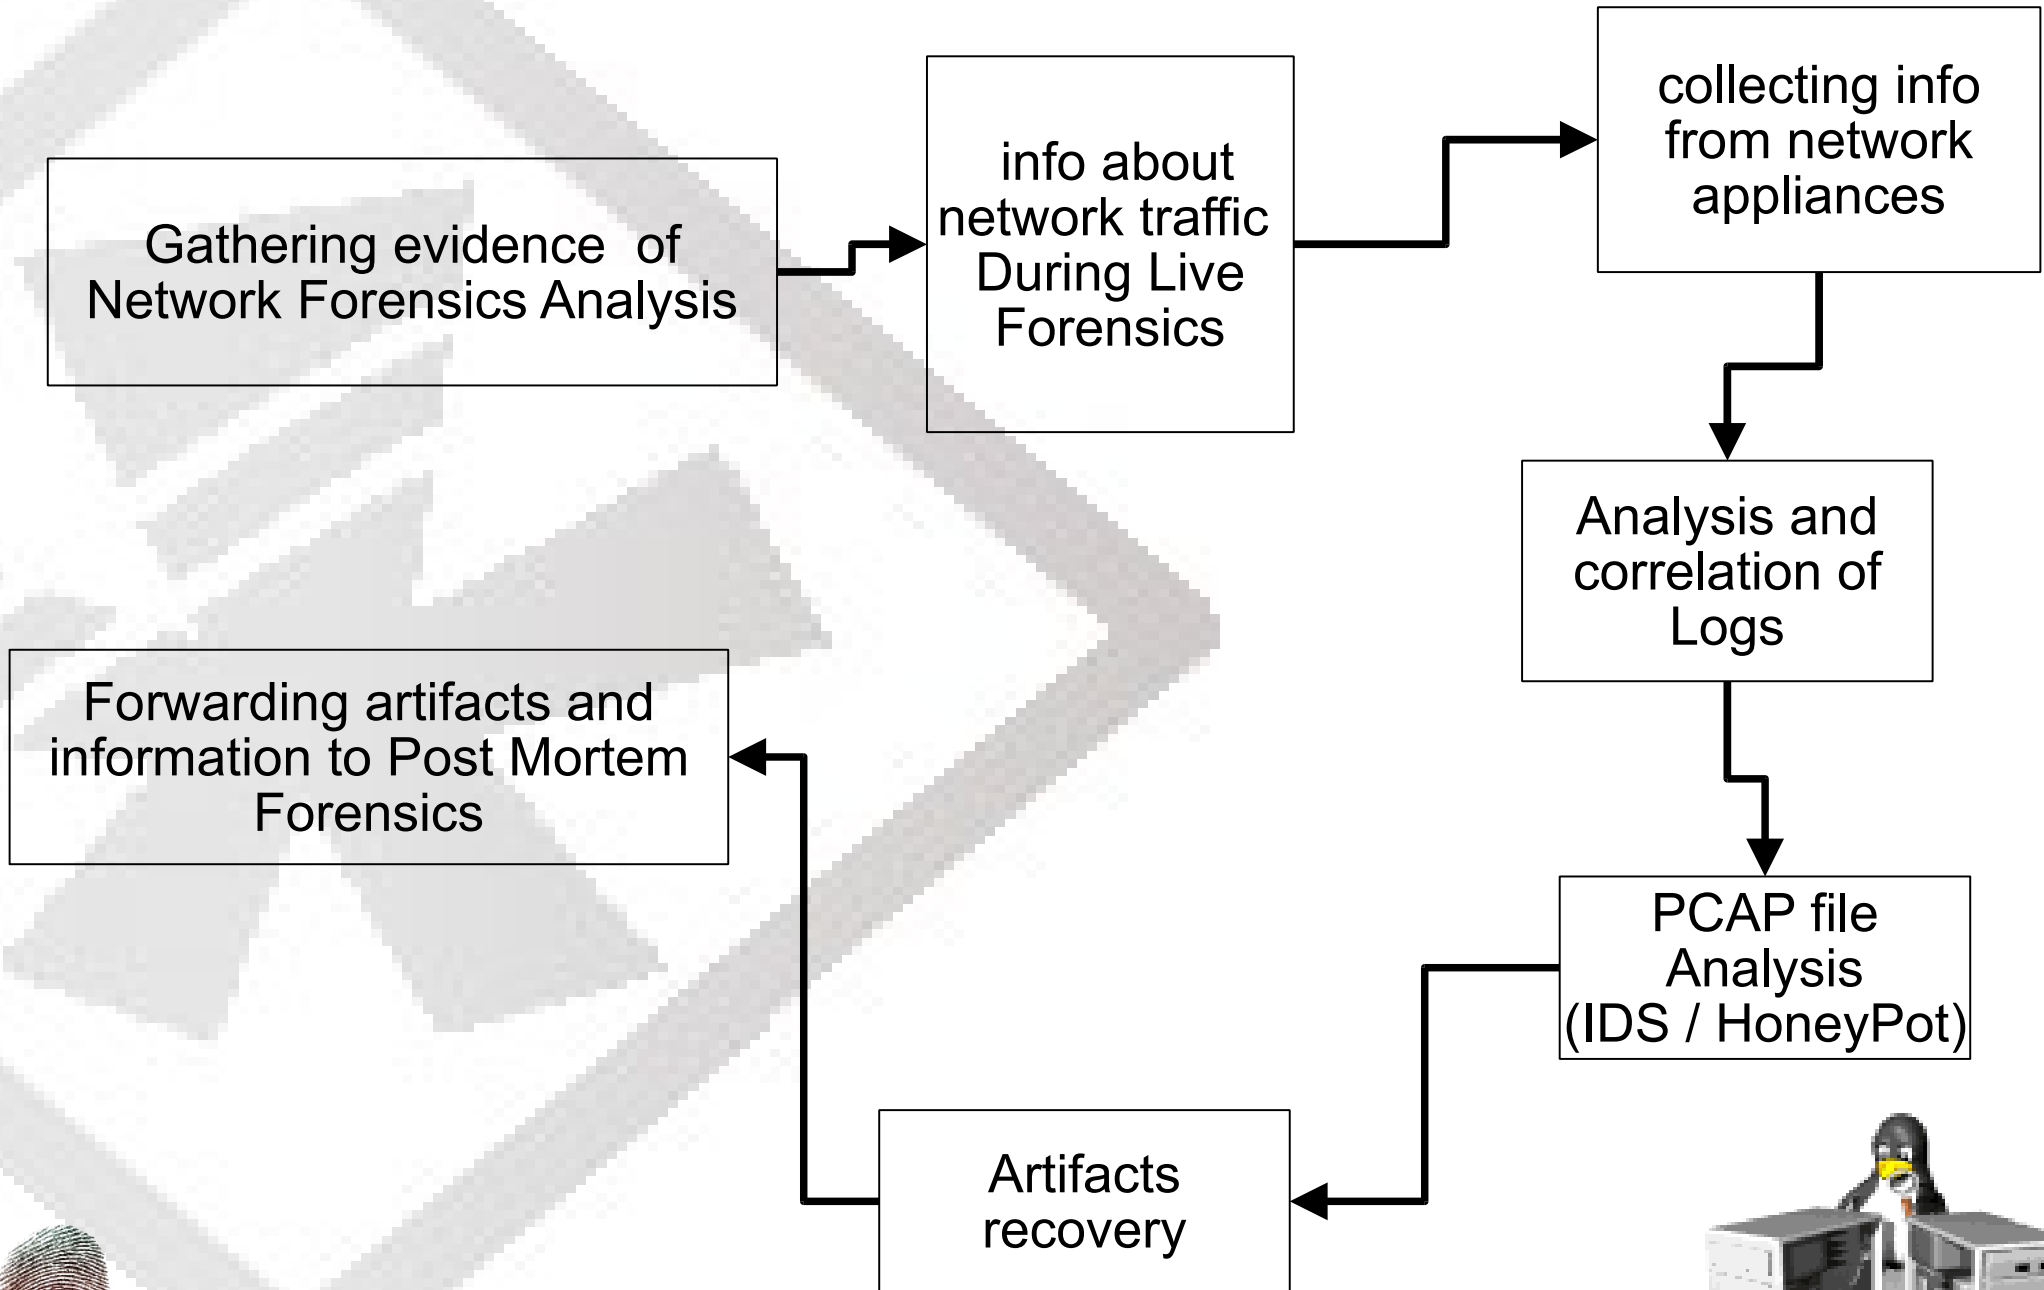 Gathering evidence of
Network Forensics Analysis
info about
network traffic
During Live
Forensics
collecting info
from network
appliances
Analysis and
correlation of
Logs
PCAP file
Analysis
(IDS / HoneyPot)
Artifacts
recovery
Forwarding artifacts and
information to Post Mortem
Forensics